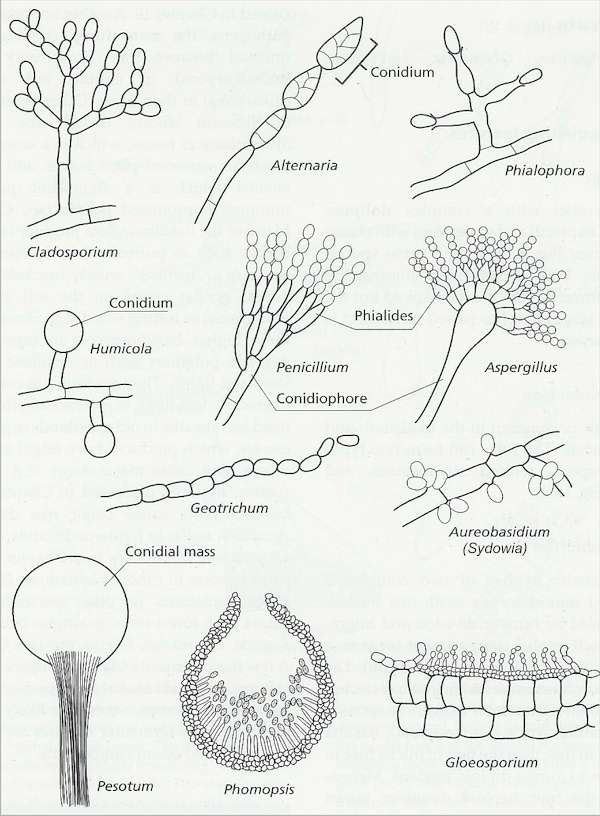 Conidium
Alternaria
Phialophora
Cladosporium
Conidium
Humicola
Phialides
Penicillium
Aspergillus
Conidiophore
Geotrichum
Aureobasidium
(Sydowia)
Conidial mass
Gloeosporium
Pesotum
Phomopsis